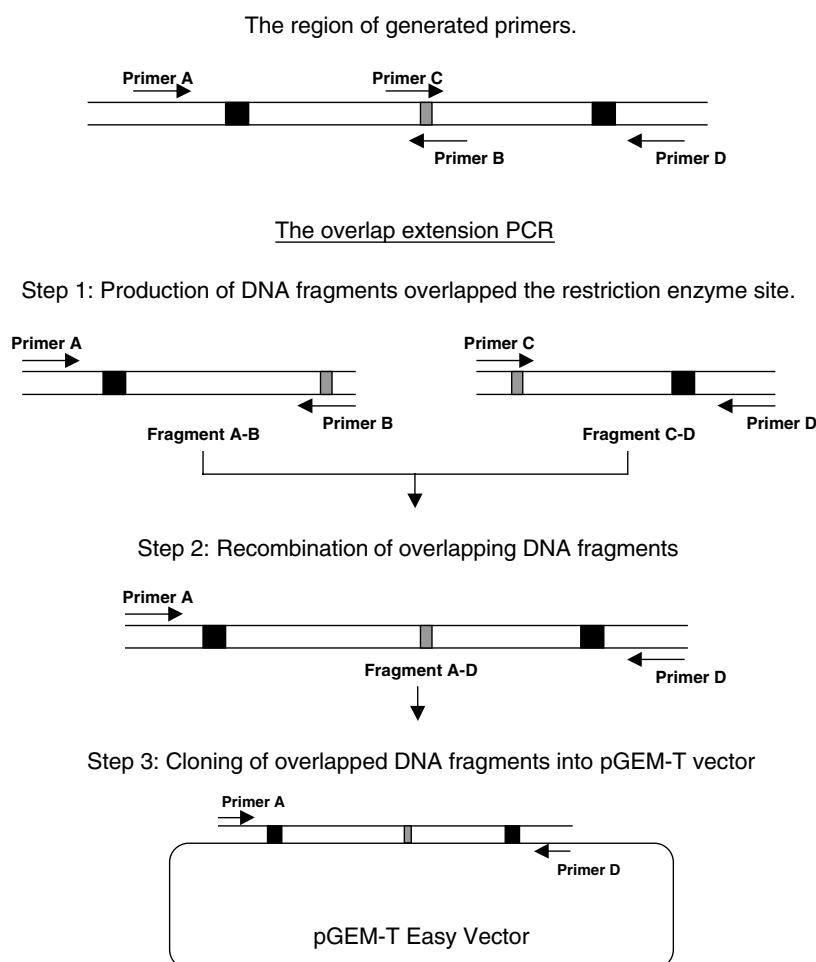 The region of generated primers.
Primer A
Primer C
Primer B
Primer D
The overlap extension PCR
Step 1: Production of DNA fragments overlapped the restriction enzyme site.
Primer A
Primer C
Primer B
Primer D
Fragment A-B
Fragment C-D
Step 2: Recombination of overlapping DNA fragments
Primer A
Fragment A-D
Primer D
Step 3: Cloning of overlapped DNA fragments into pGEM-T vector
Primer A
Primer D
pGEM-T Easy Vector